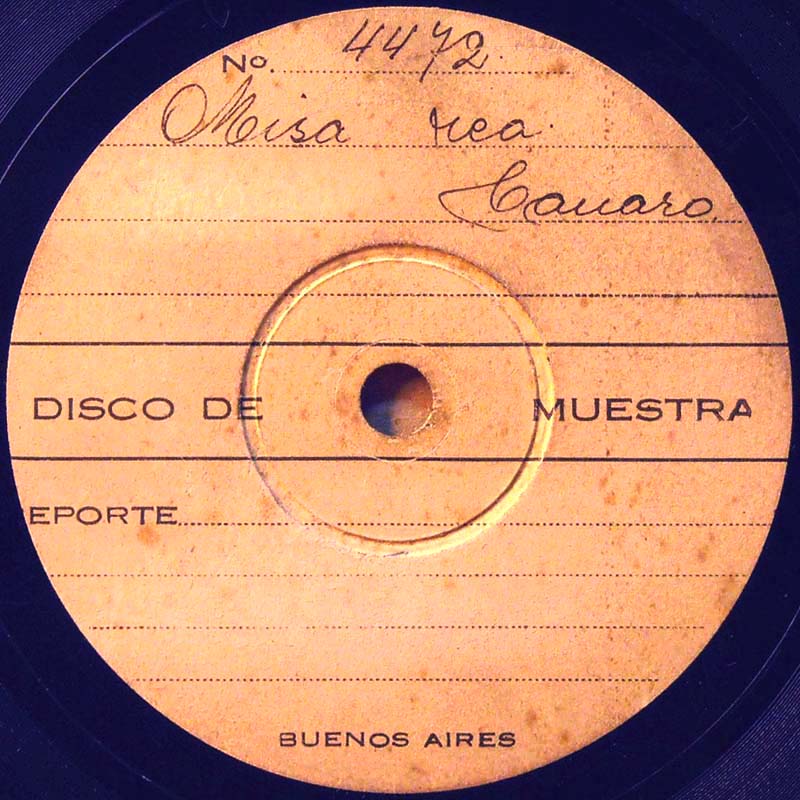 No. 4472
Misa rea
Canaro
DISCO DE MUESTRA
EPORTE
BUENOS AIRES